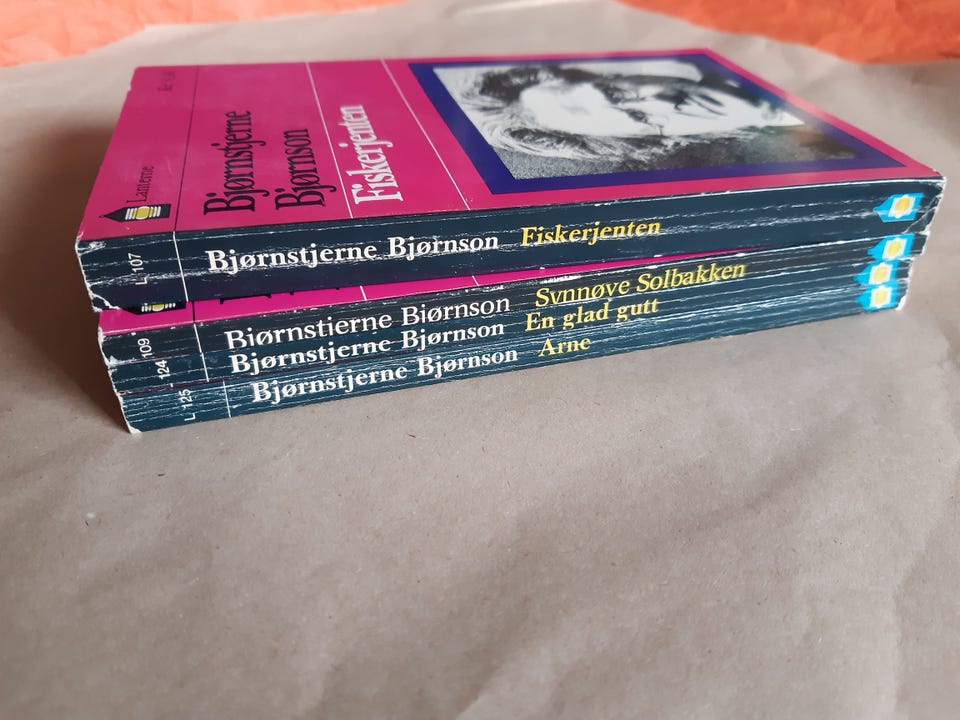 Lanterne
Bjørnstjerne
Bjørnson
Fiskerjenten
L 107
Bjørnstjerne Bjørnson Fiskerjenten
109
Bjørnstjerne Bjørnson Synnøve Solbakken
124
Bjørnstjerne Bjørnson En glad gutt
L 125
Bjørnstjerne Bjørnson Arne